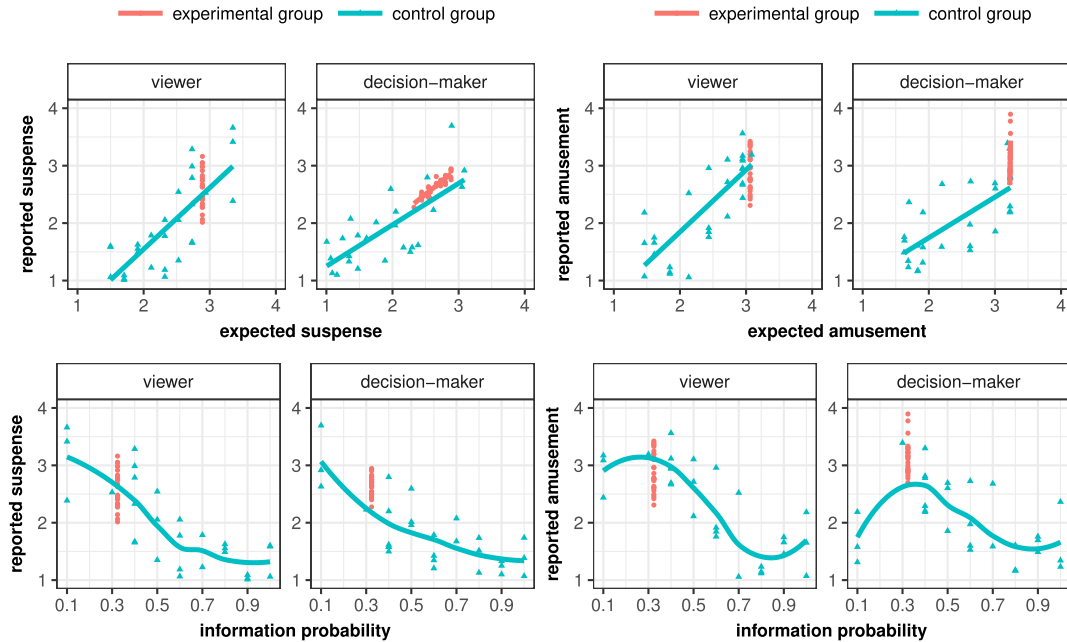 experimental group control group
experimental group control group
viewer decision−maker
reported suspense
4
3
2
1
1 2 3 4 1 2 3 4
expected suspense
viewer decision−maker
reported amusement
4
3
2
1
1 2 3 4 1 2 3 4
expected amusement
viewer decision−maker
reported suspense
4
3
2
1
0.1 0.3 0.5 0.7 0.9 0.1 0.3 0.5 0.7 0.9
information probability
viewer decision−maker
reported amusement
4
3
2
1
0.1 0.3 0.5 0.7 0.9 0.1 0.3 0.5 0.7 0.9
information probability